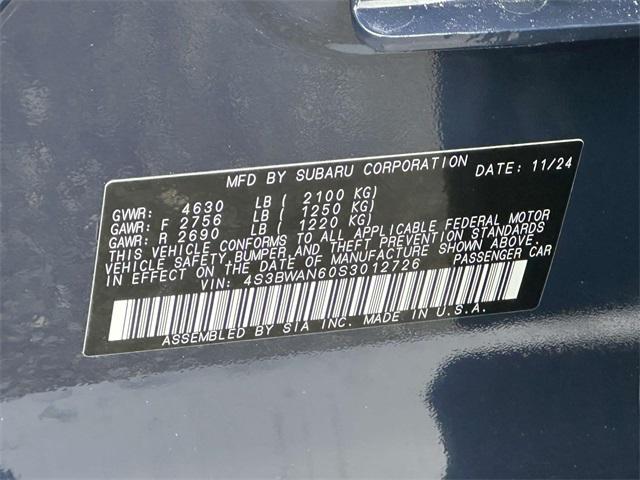 MFD BY SUBARU CORPORATION DATE: 11/24
GVWR: 4630 LB ( 2100 KG)
GAWR: F 2756 LB ( 1250 KG)
GAWR: R 2690 LB ( 1220 KG)
THIS VEHICLE CONFORMS TO ALL APPLICABLE FEDERAL MOTOR
VEHICLE SAFETY, BUMPER, AND THEFT PREVENTION STANDARDS
IN EFFECT ON THE DATE OF MANUFACTURE SHOWN ABOVE.
VIN: 4S3BWAN60S3012726 PASSENGER CAR
ASSEMBLED BY SIA INC. MADE IN U.S.A.